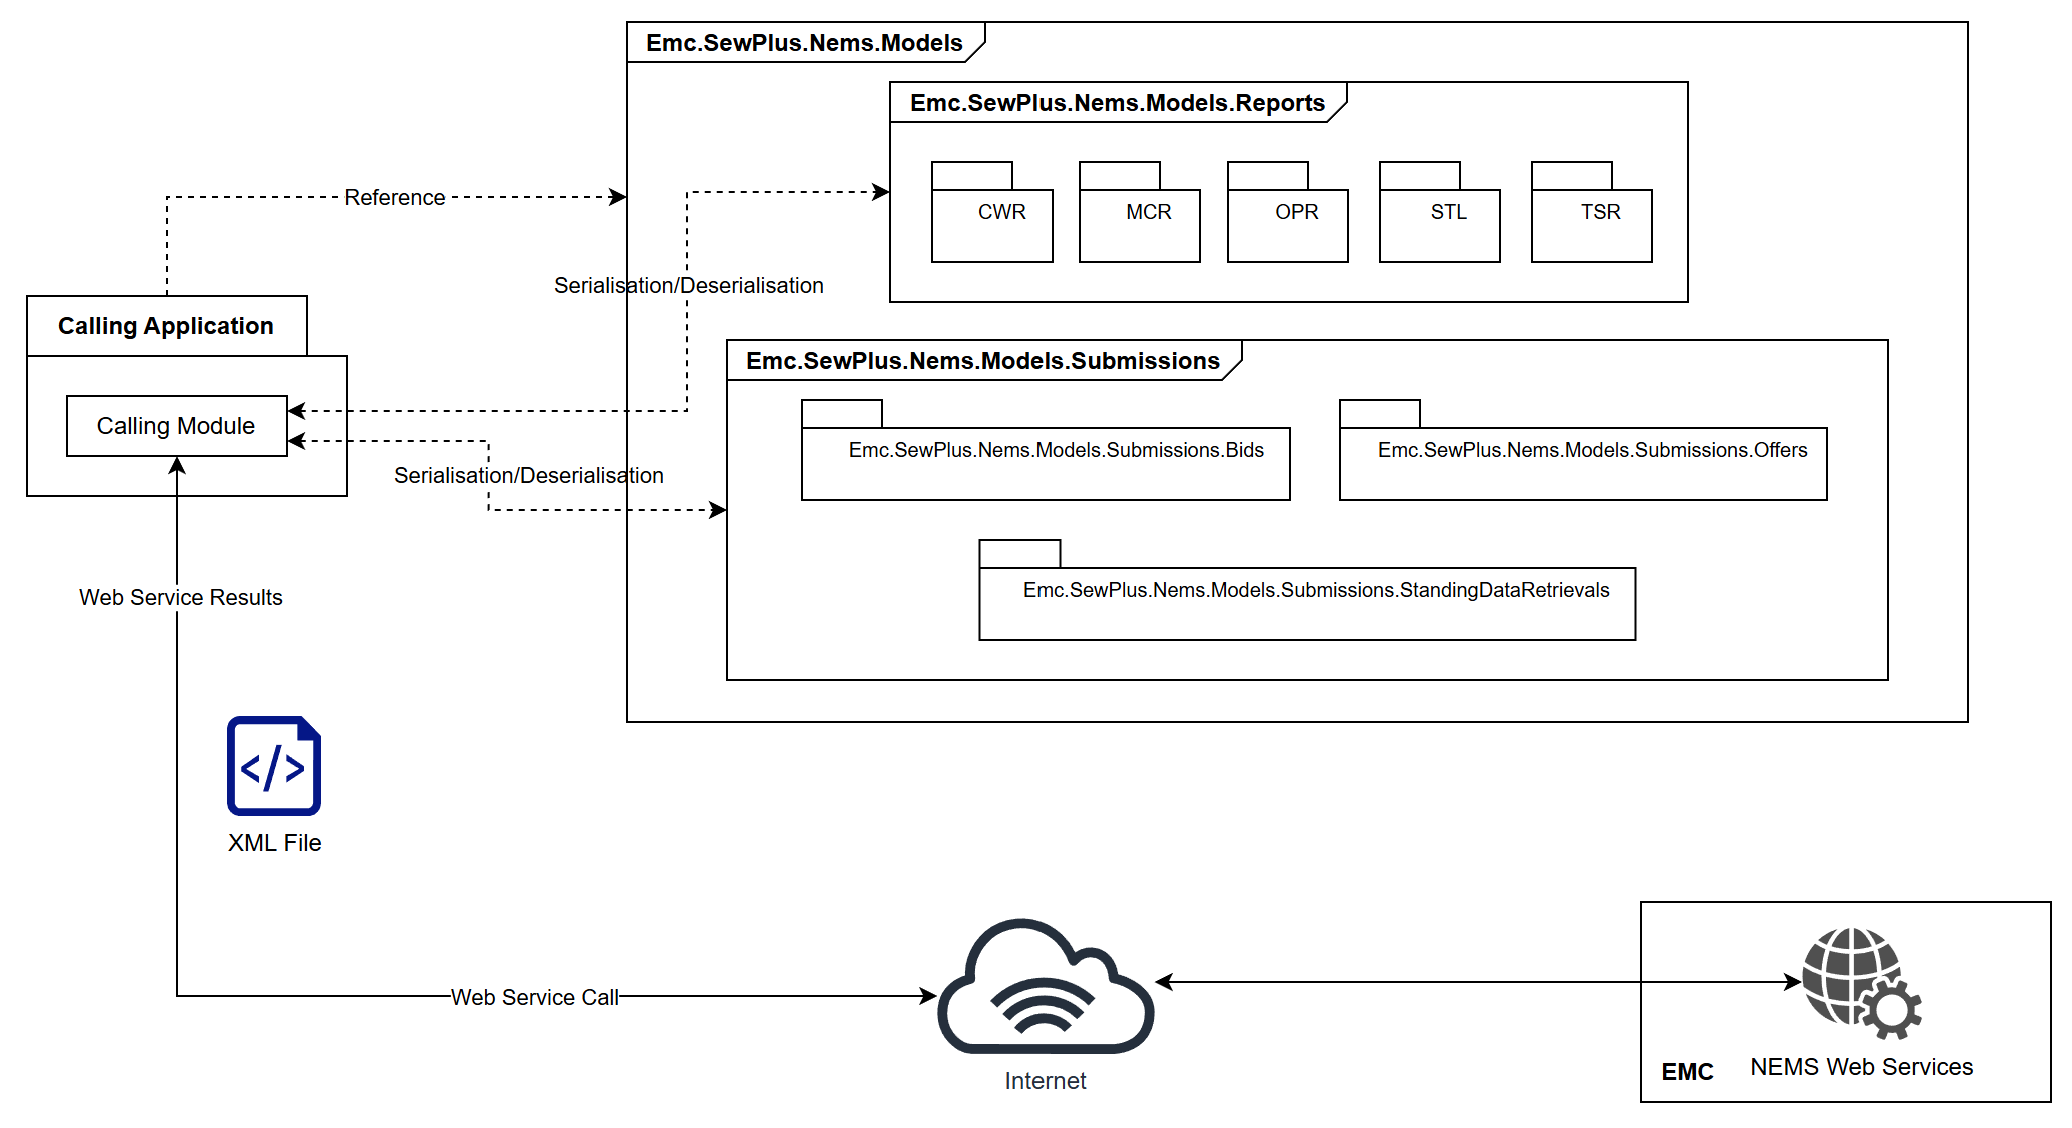 Emc.SewPlus.Nems.Models
Emc.SewPlus.Nems.Models.Reports
CWR
MCR
OPR
STL
TSR
Reference
Serialisation/Deserialisation
Calling Application
Calling Module
Emc.SewPlus.Nems.Models.Submissions
Emc.SewPlus.Nems.Models.Submissions.Bids
Emc.SewPlus.Nems.Models.Submissions.Offers
Serialisation/Deserialisation
Emc.SewPlus.Nems.Models.Submissions.StandingDataRetrievals
Web Service Results
</>
XML File
Web Service Call
Internet
EMC
NEMS Web Services